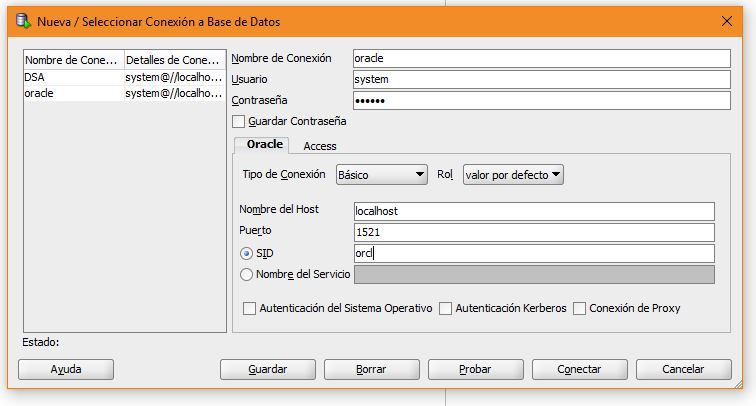 Nueva / Seleccionar Conexión a Base de Datos
Nombre de Cone... Detalles de Cone...
DSA system@//localho...
oracle system@//localho...
Nombre de Conexión oracle
Usuario system
Contraseña ••••••
Guardar Contraseña
Oracle Access
Tipo de Conexión Básico Rol valor por defecto
Nombre del Host localhost
Puerto 1521
SID orcl
Nombre del Servicio
Autenticación del Sistema Operativo Autenticación Kerberos Conexión de Proxy
Estado:
Ayuda Guardar Borrar Probar Conectar Cancelar